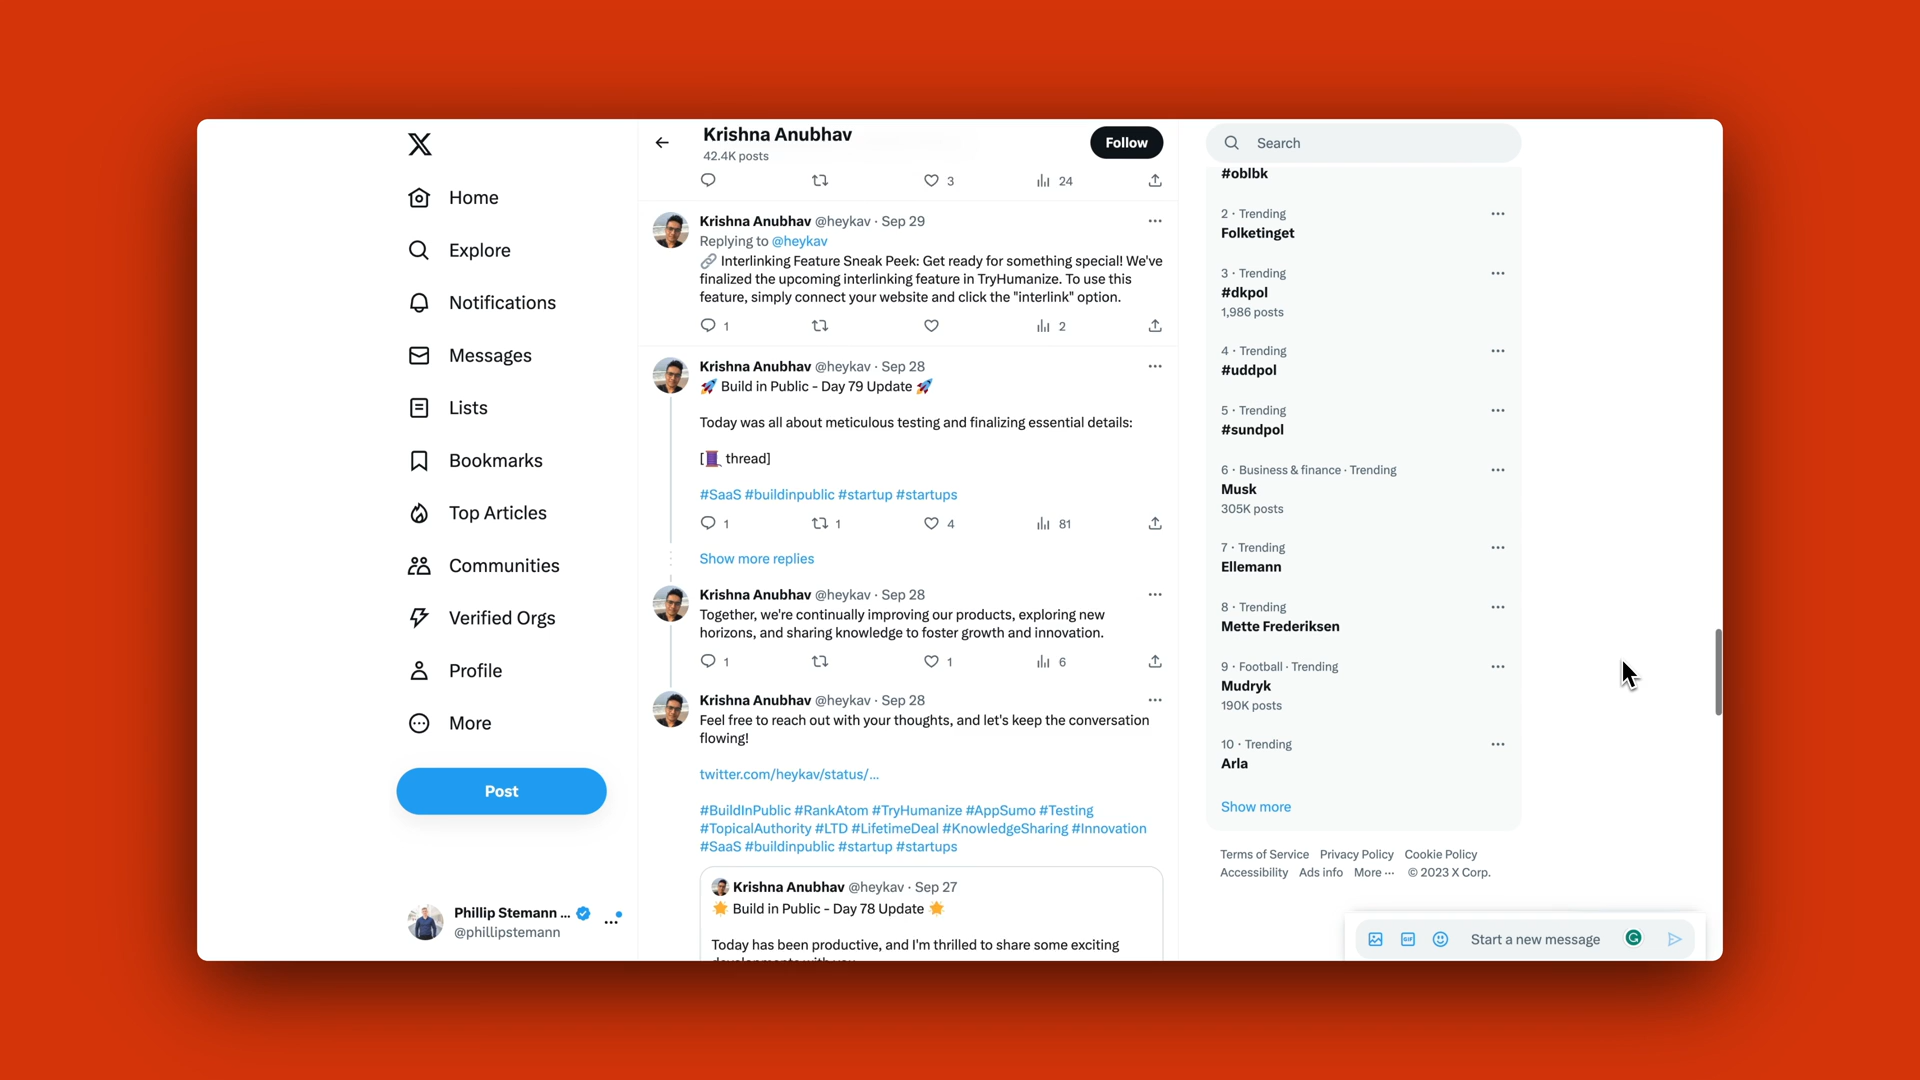 Home
Explore
Notifications
Messages
Lists
Bookmarks
Top Articles
Communities
Verified Orgs
Profile
More
Post
Phillip Stemann ...
@phillipstemann
Krishna Anubhav
42.4K posts
Follow
3
24
Krishna Anubhav @heykav · Sep 29
Replying to @heykav
🔗 Interlinking Feature Sneak Peek: Get ready for something special! We've
finalized the upcoming interlinking feature in TryHumanize. To use this
feature, simply connect your website and click the "interlink" option.
1
2
Krishna Anubhav @heykav · Sep 28
🚀 Build in Public - Day 79 Update 🚀
Today was all about meticulous testing and finalizing essential details:
[🧵 thread]
#SaaS #buildinpublic #startup #startups
1
1
4
81
Show more replies
Krishna Anubhav @heykav · Sep 28
Together, we're continually improving our products, exploring new
horizons, and sharing knowledge to foster growth and innovation.
1
1
6
Krishna Anubhav @heykav · Sep 28
Feel free to reach out with your thoughts, and let's keep the conversation
flowing!
twitter.com/heykav/status/...
#BuildInPublic #RankAtom #TryHumanize #AppSumo #Testing
#TopicalAuthority #LTD #LifetimeDeal #KnowledgeSharing #Innovation
#SaaS #buildinpublic #startup #startups
Krishna Anubhav @heykav · Sep 27
🌟 Build in Public - Day 78 Update 🌟
Today has been productive, and I'm thrilled to share some exciting
Search
#oblbk
2 · Trending
Folketinget
3 · Trending
#dkpol
1,986 posts
4 · Trending
#uddpol
5 · Trending
#sundpol
6 · Business & finance · Trending
Musk
305K posts
7 · Trending
Ellemann
8 · Trending
Mette Frederiksen
9 · Football · Trending
Mudryk
190K posts
10 · Trending
Arla
Show more
Terms of Service Privacy Policy Cookie Policy
Accessibility Ads info More ··· © 2023 X Corp.
GIF
Start a new message